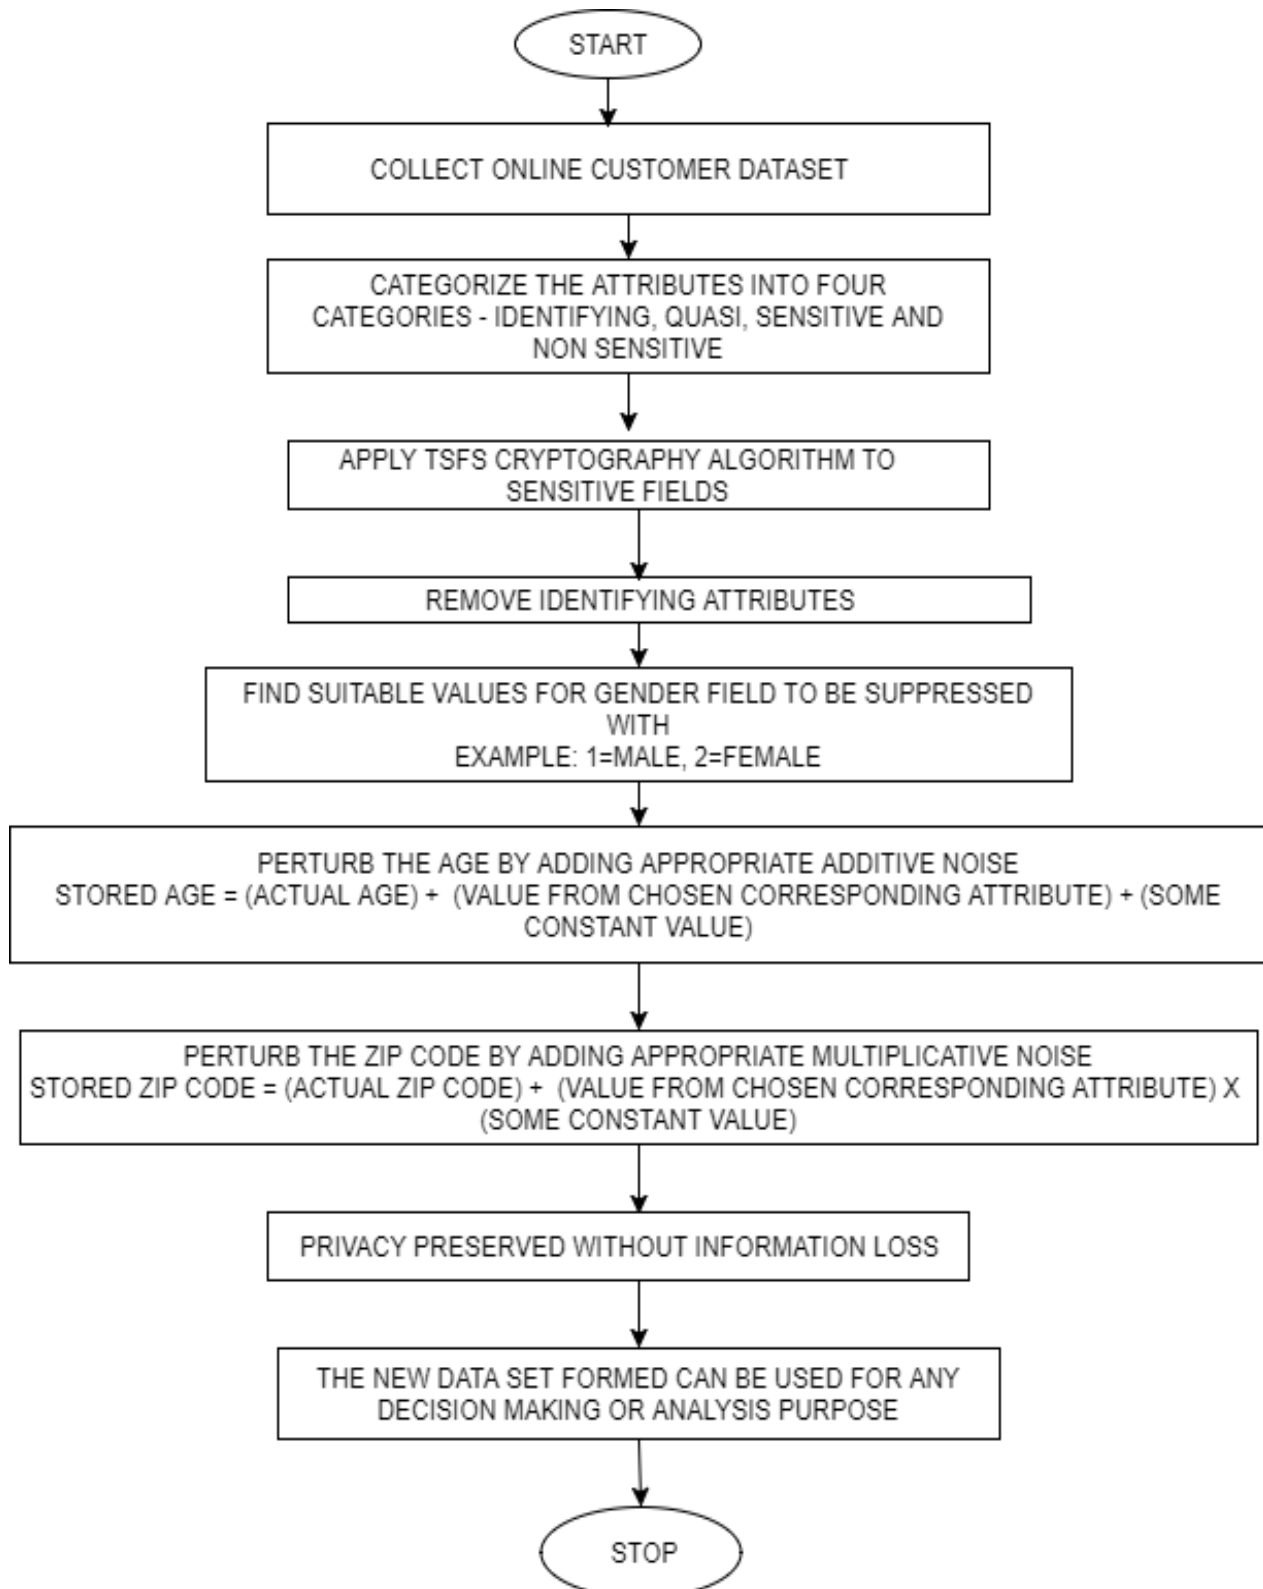 START
COLLECT ONLINE CUSTOMER DATASET
CATEGORIZE THE ATTRIBUTES INTO FOUR
CATEGORIES - IDENTIFYING, QUASI, SENSITIVE AND
NON SENSITIVE
APPLY TSFS CRYPTOGRAPHY ALGORITHM TO
SENSITIVE FIELDS
REMOVE IDENTIFYING ATTRIBUTES
FIND SUITABLE VALUES FOR GENDER FIELD TO BE SUPPRESSED
WITH
EXAMPLE: 1=MALE, 2=FEMALE
PERTURB THE AGE BY ADDING APPROPRIATE ADDITIVE NOISE
STORED AGE = (ACTUAL AGE) + (VALUE FROM CHOSEN CORRESPONDING ATTRIBUTE) + (SOME
CONSTANT VALUE)
PERTURB THE ZIP CODE BY ADDING APPROPRIATE MULTIPLICATIVE NOISE
STORED ZIP CODE = (ACTUAL ZIP CODE) + (VALUE FROM CHOSEN CORRESPONDING ATTRIBUTE) X
(SOME CONSTANT VALUE)
PRIVACY PRESERVED WITHOUT INFORMATION LOSS
THE NEW DATA SET FORMED CAN BE USED FOR ANY
DECISION MAKING OR ANALYSIS PURPOSE
STOP